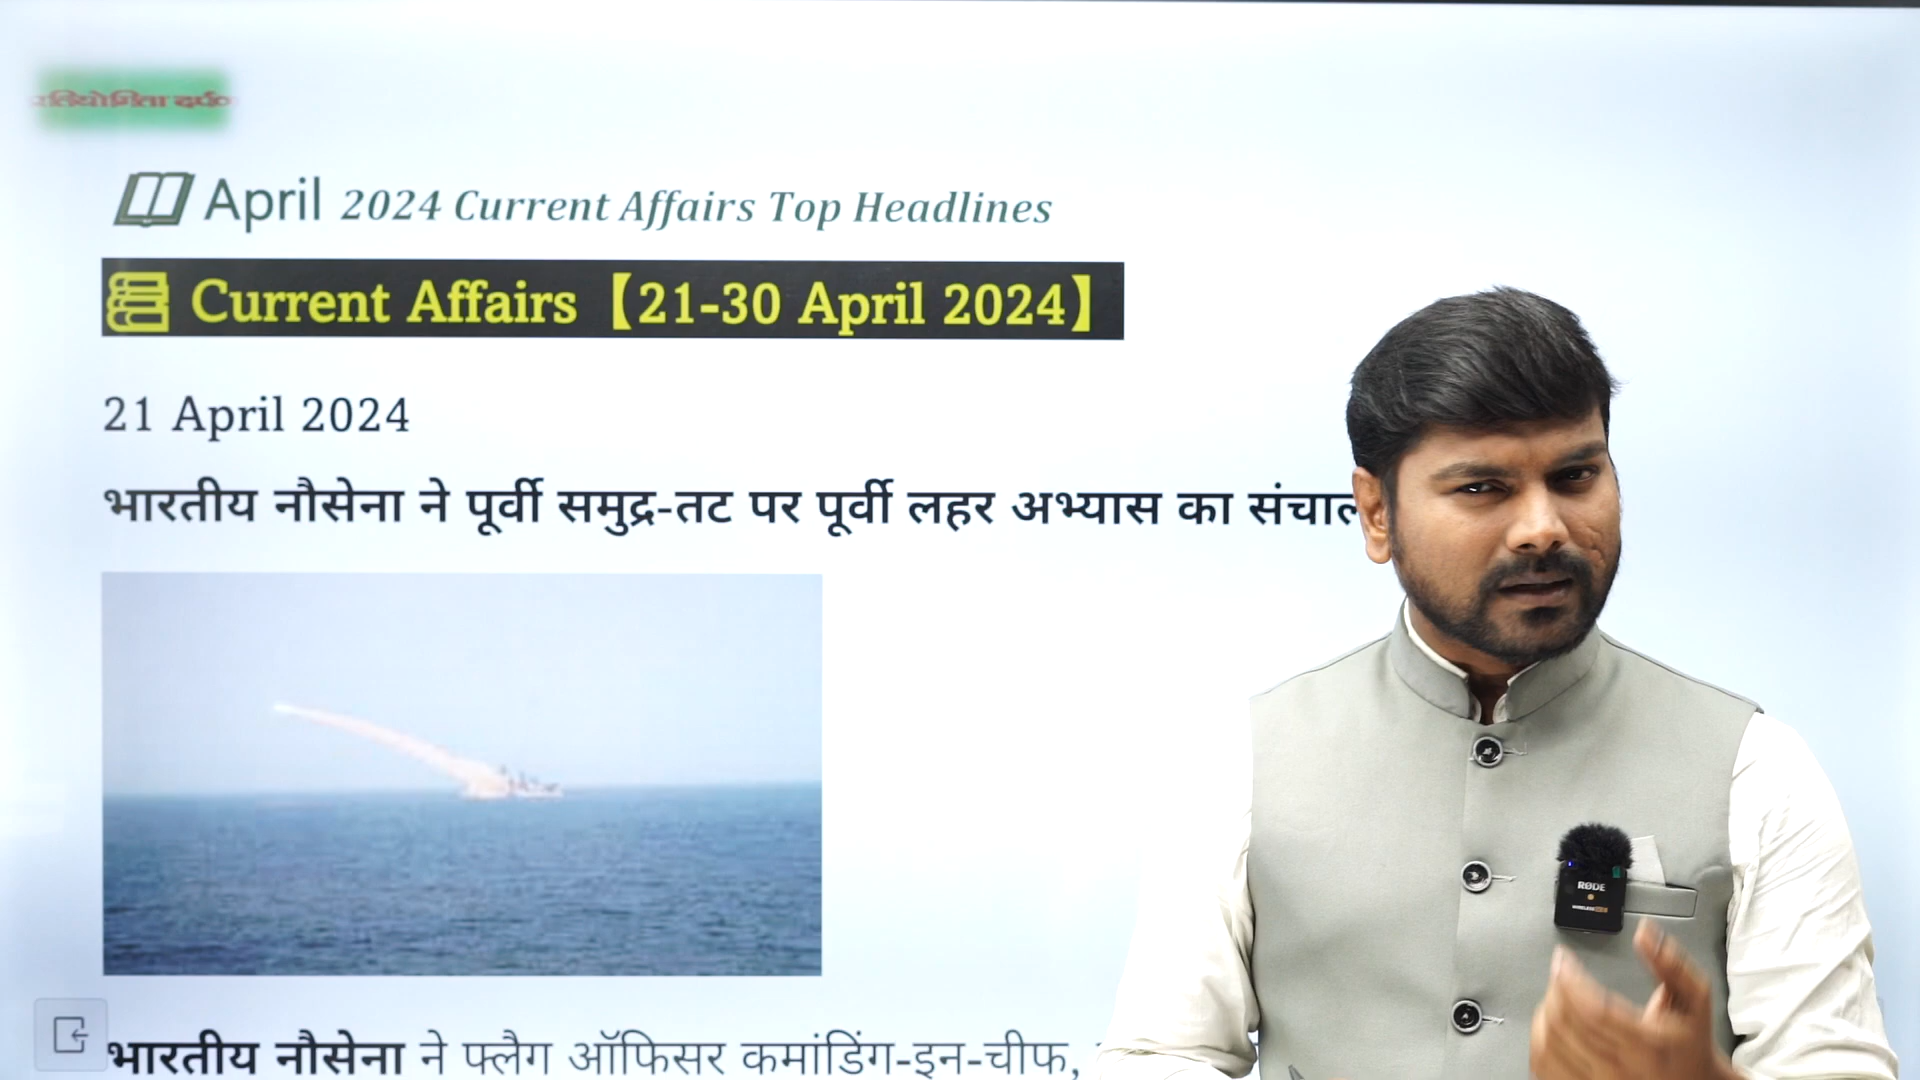 April 2024 Current Affairs Top Headlines
Current Affairs【21-30 April 2024】
21 April 2024
भारतीय नौसेना ने पूर्वी समुद्र-तट पर पूर्वी लहर अभ्यास का
भारतीय नौसेना ने फ्लैग ऑफिसर कमांडिंग-इन-चीफ,
RØDE